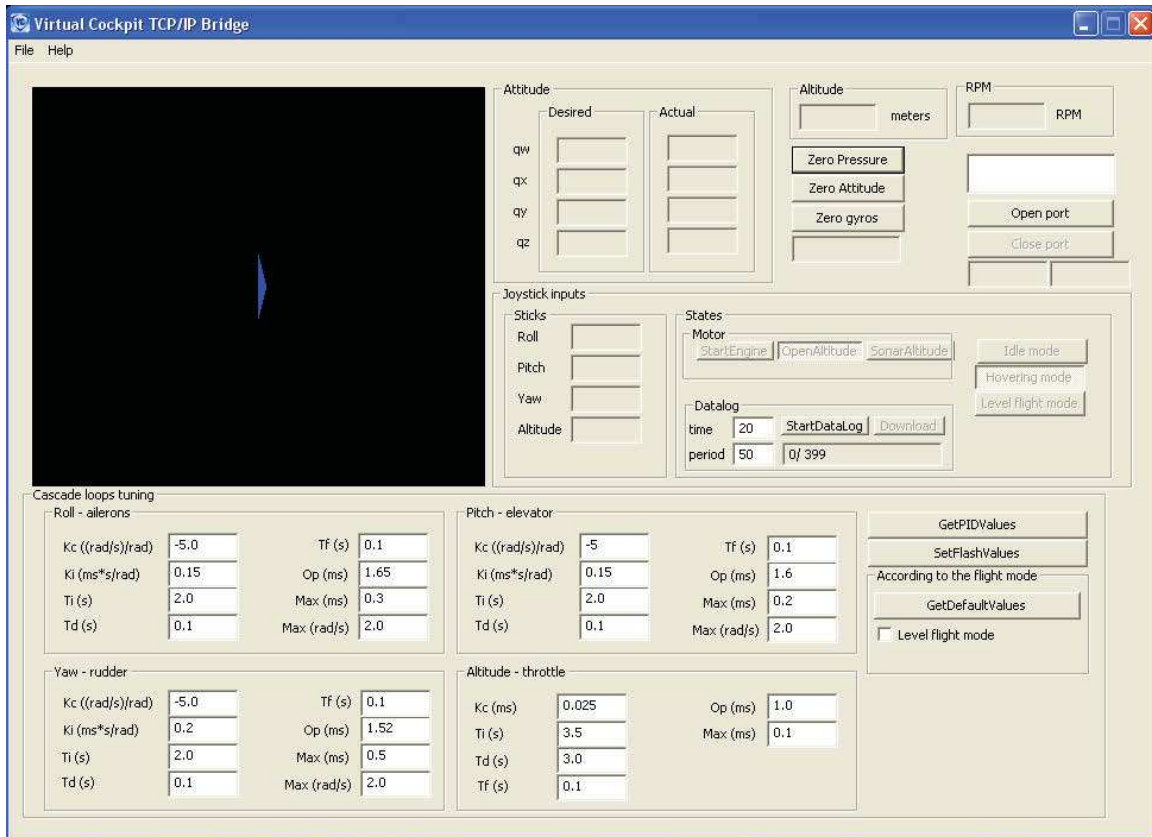 Virtual Cockpit TCP/IP Bridge
File Help
Attitude
Desired Actual
qw
qx
qy
qz
Altitude
meters
RPM
RPM
Zero Pressure
Zero Attitude
Zero gyros
Open port
Close port
Joystick inputs
Sticks
Roll
Pitch
Yaw
Altitude
States
Motor
StartEngine OpenAltitude SonarAltitude
Idle mode
Hovering mode
Level flight mode
Datalog
time 20 StartDataLog Download
period 50 0/ 399
Cascade loops tuning
Roll - ailerons
Kc ((rad/s)/rad) -5.0 Tf (s) 0.1
Ki (ms*s/rad) 0.15 Op (ms) 1.65
Ti (s) 2.0 Max (ms) 0.3
Td (s) 0.1 Max (rad/s) 2.0
Pitch - elevator
Kc ((rad/s)/rad) -5 Tf (s) 0.1
Ki (ms*s/rad) 0.15 Op (ms) 1.6
Ti (s) 2.0 Max (ms) 0.2
Td (s) 0.1 Max (rad/s) 2.0
GetPIDValues
SetFlashValues
According to the flight mode
GetDefaultValues
Level flight mode
Yaw - rudder
Kc ((rad/s)/rad) -5.0 Tf (s) 0.1
Ki (ms*s/rad) 0.2 Op (ms) 1.52
Ti (s) 2.0 Max (ms) 0.5
Td (s) 0.1 Max (rad/s) 2.0
Altitude - throttle
Kc (ms) 0.025 Op (ms) 1.0
Ti (s) 3.5 Max (ms) 0.1
Td (s) 3.0
Tf (s) 0.1